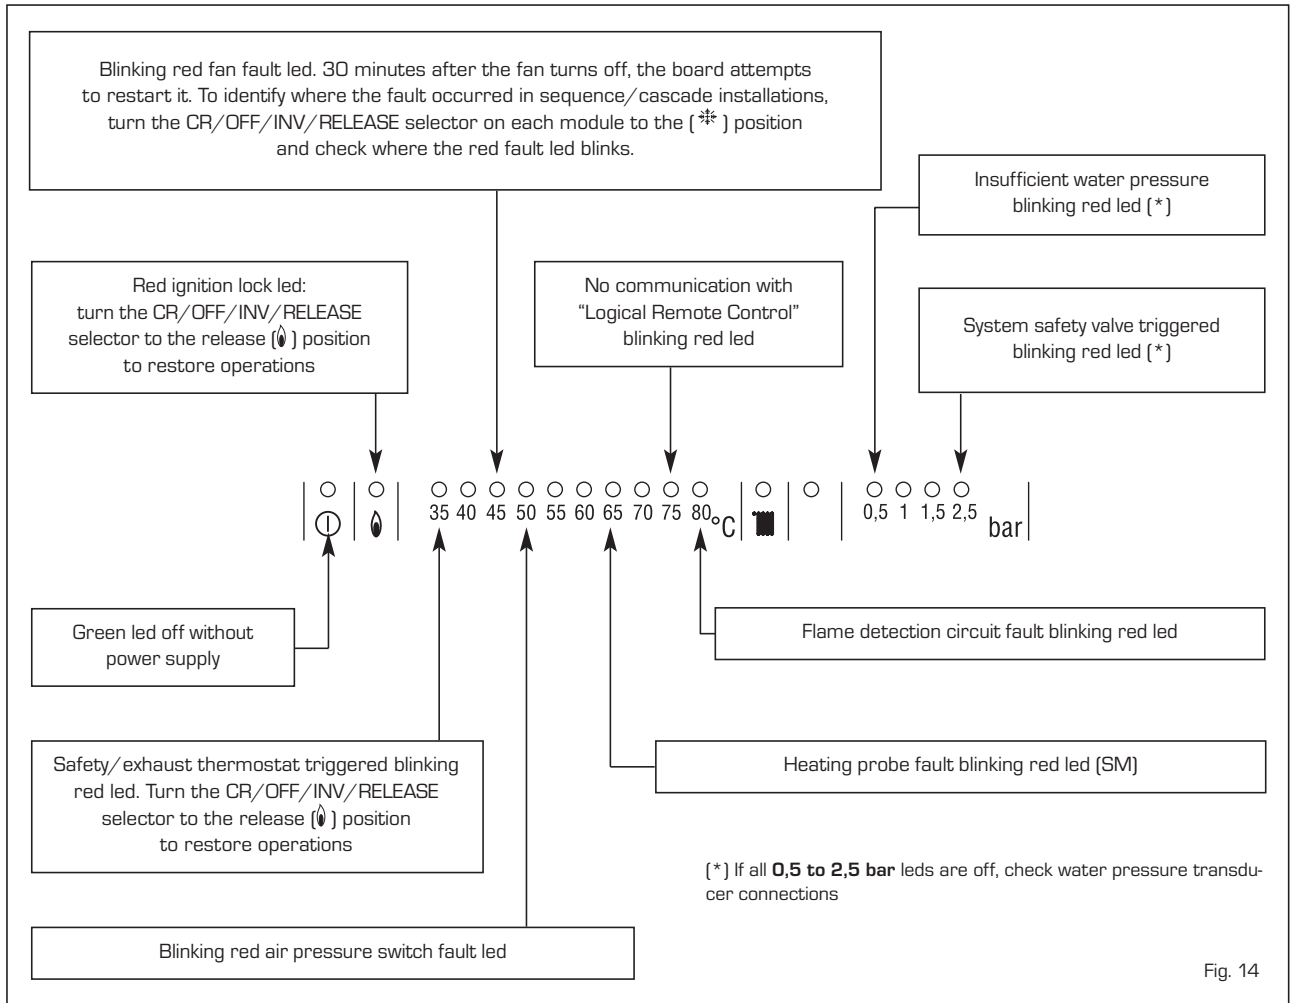 Blinking red fan fault led. 30 minutes after the fan turns off, the board attempts
to restart it. To identify where the fault occurred in sequence/cascade installations,
turn the CR/OFF/INV/RELEASE selector on each module to the ( ) position
and check where the red fault led blinks.
Insufficient water pressure
blinking red led (*)
Red ignition lock led:
turn the CR/OFF/INV/RELEASE
selector to the release ( ) position
to restore operations
No communication with
“Logical Remote Control”
blinking red led
System safety valve triggered
blinking red led (*)
35 40 45 50 55 60 65 70 75 80 °C
0,5 1 1,5 2,5 bar
Green led off without
power supply
Flame detection circuit fault blinking red led
Safety/exhaust thermostat triggered blinking
red led. Turn the CR/OFF/INV/RELEASE
selector to the release ( ) position
to restore operations
Heating probe fault blinking red led (SM)
(*) If all 0,5 to 2,5 bar leds are off, check water pressure transdu-
cer connections
Blinking red air pressure switch fault led
Fig. 14